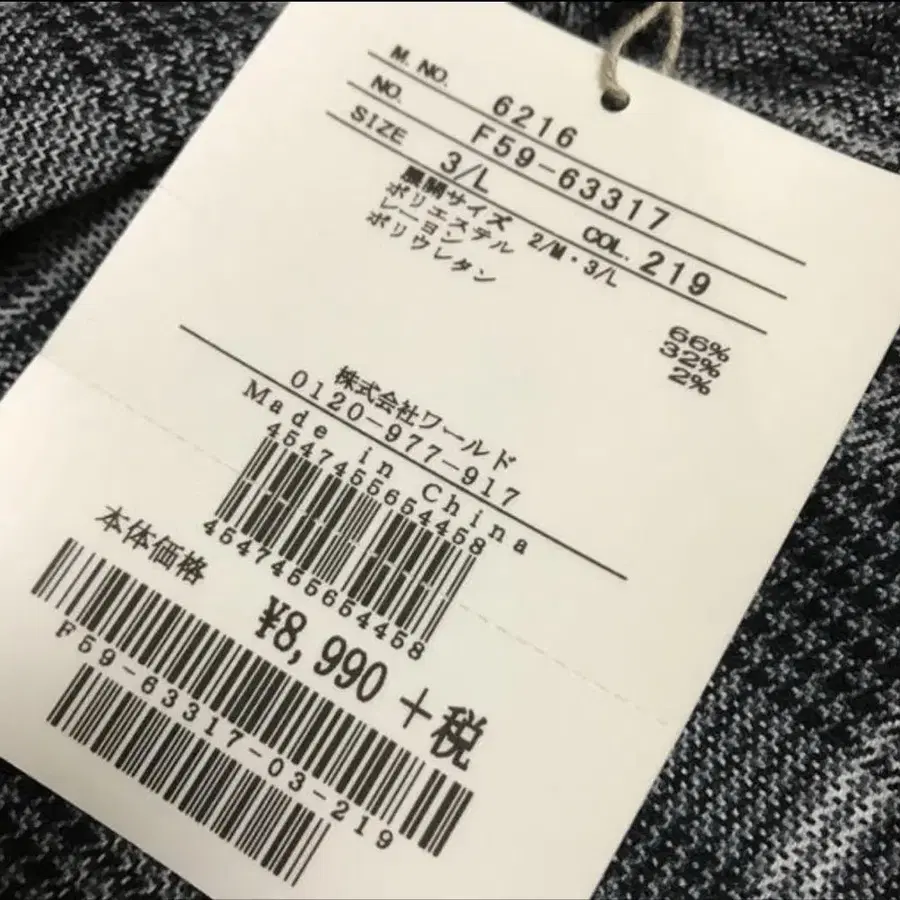 M. NO. 6216
NO. F59-63317
SIZE 3/L COL. 219
展開サイズ 2/M・3/L
ポリエステル 66%
レーヨン 32%
ポリウレタン 2%
株式会社ワールド
0120-977-917
Made in China
4547455654458
4547455654458
本体価格
¥8,990 +税
F59-63317-03-219